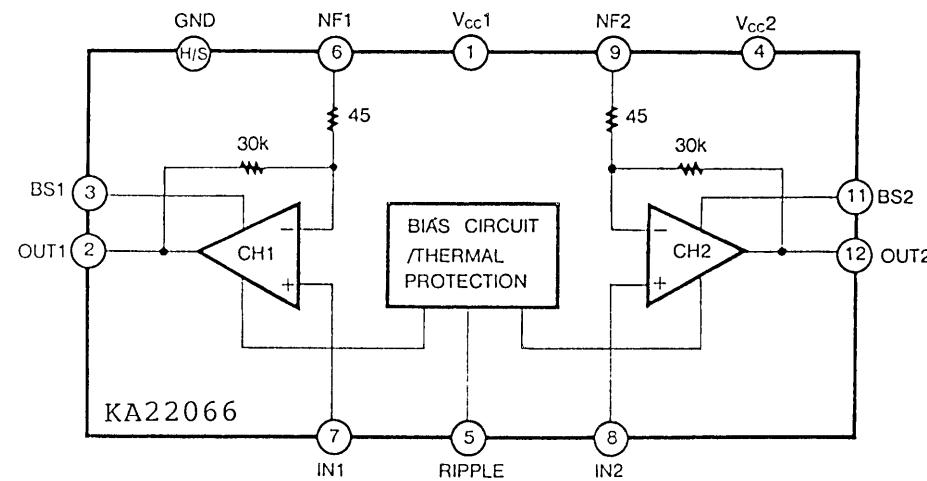 GND
NF1
Vcc1
NF2
Vcc2
H/S
6
1
9
4
45
45
30k
30k
BS1
3
11
BS2
OUT1
2
CH1
−
+
BIAS CIRCUIT
/THERMAL
PROTECTION
CH2
−
+
12
OUT2
KA22066
7
5
8
IN1
RIPPLE
IN2